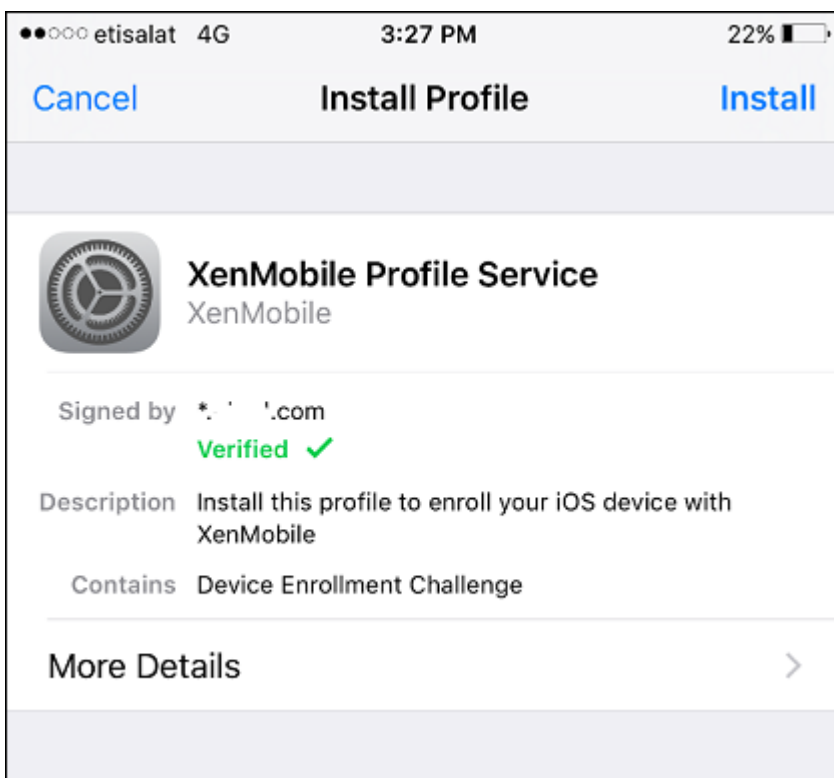 etisalat 4G 3:27 PM 22%
Cancel Install Profile Install
XenMobile Profile Service
XenMobile
Signed by *. .com
Verified ✓
Description Install this profile to enroll your iOS device with
XenMobile
Contains Device Enrollment Challenge
More Details